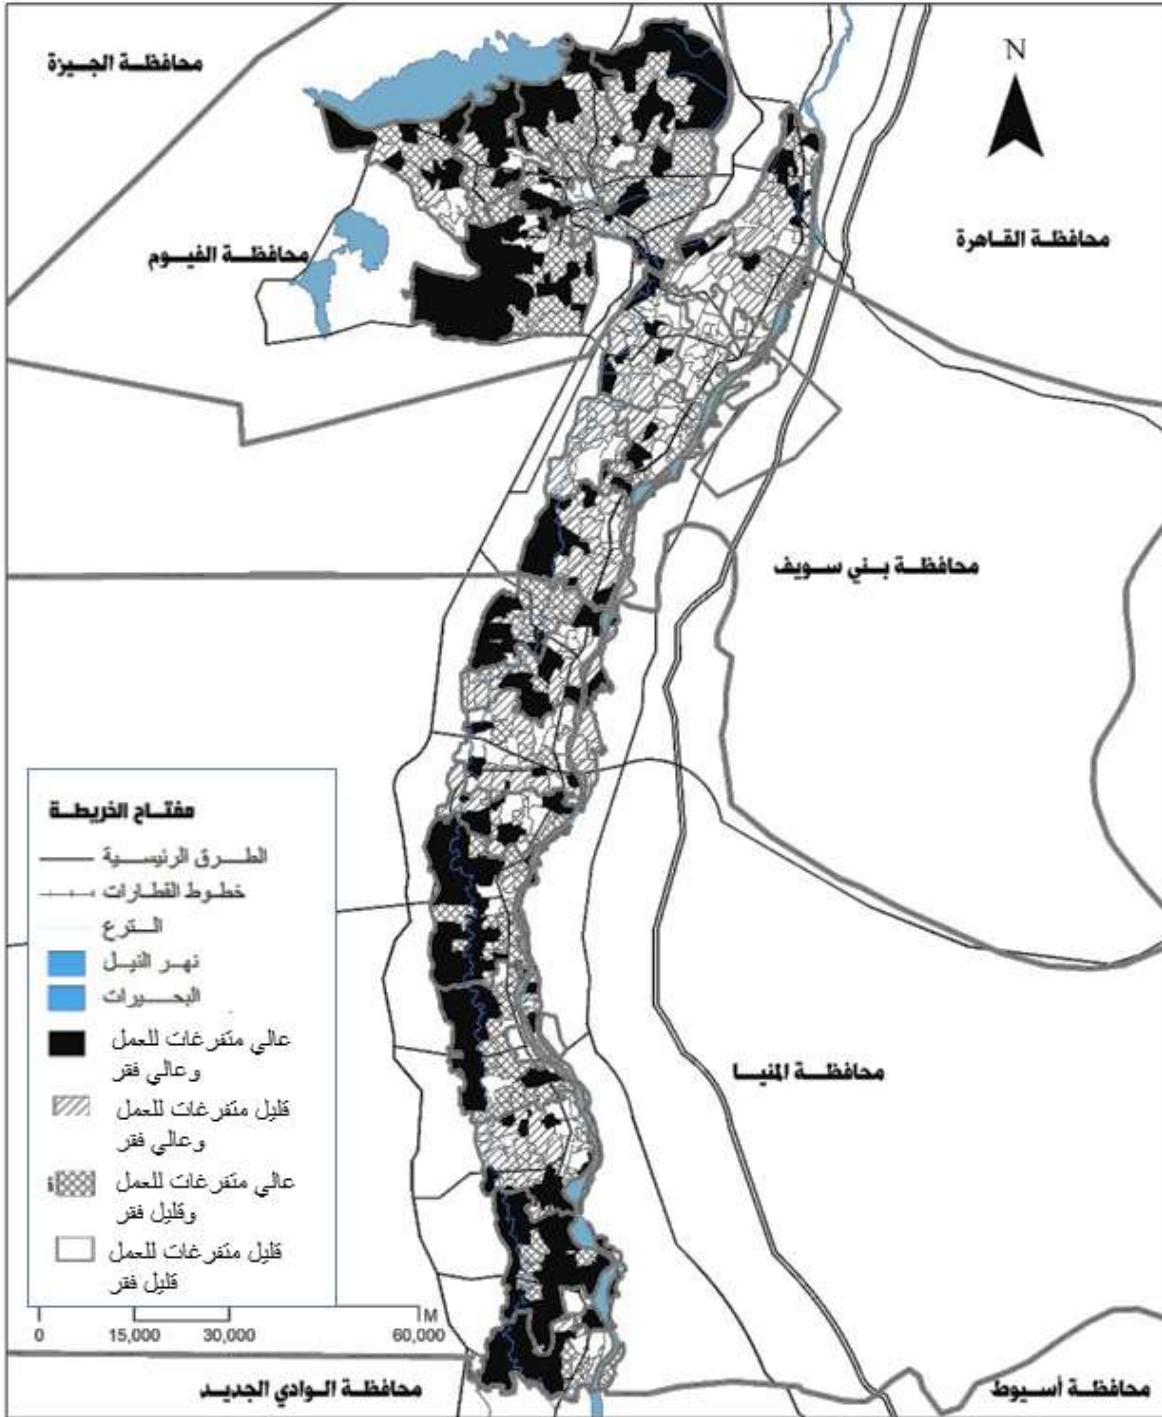 محافظة الجيزة
N
محافظة القاهرة
محافظة الفيوم
محافظة بني سويف
محافظة المنيا
مفتاح الخريطة
الطرق الرئيسية
خطوط القطارات
الترع
نهر النيل
البحيرات
عالي متفرغات للعمل
وعالي فقر
قليل متفرغات للعمل
وعالي فقر
عالي متفرغات للعمل
وقليل فقر
قليل متفرغات للعمل
قليل فقر
M
0 15,000 30,000 60,000
محافظة الوادي الجديد
محافظة أسيوط